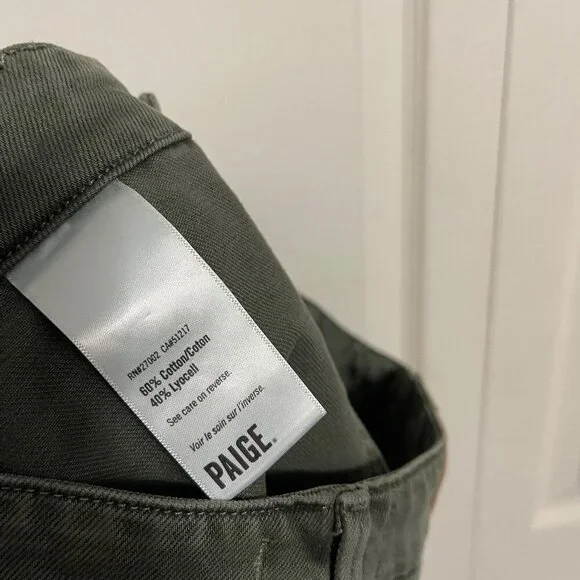 RN#27002 CA#51217
60% Cotton/Coton
40% Lyocell
See care on reverse.
Voir le soin sur l'inverse.
PAIGE.